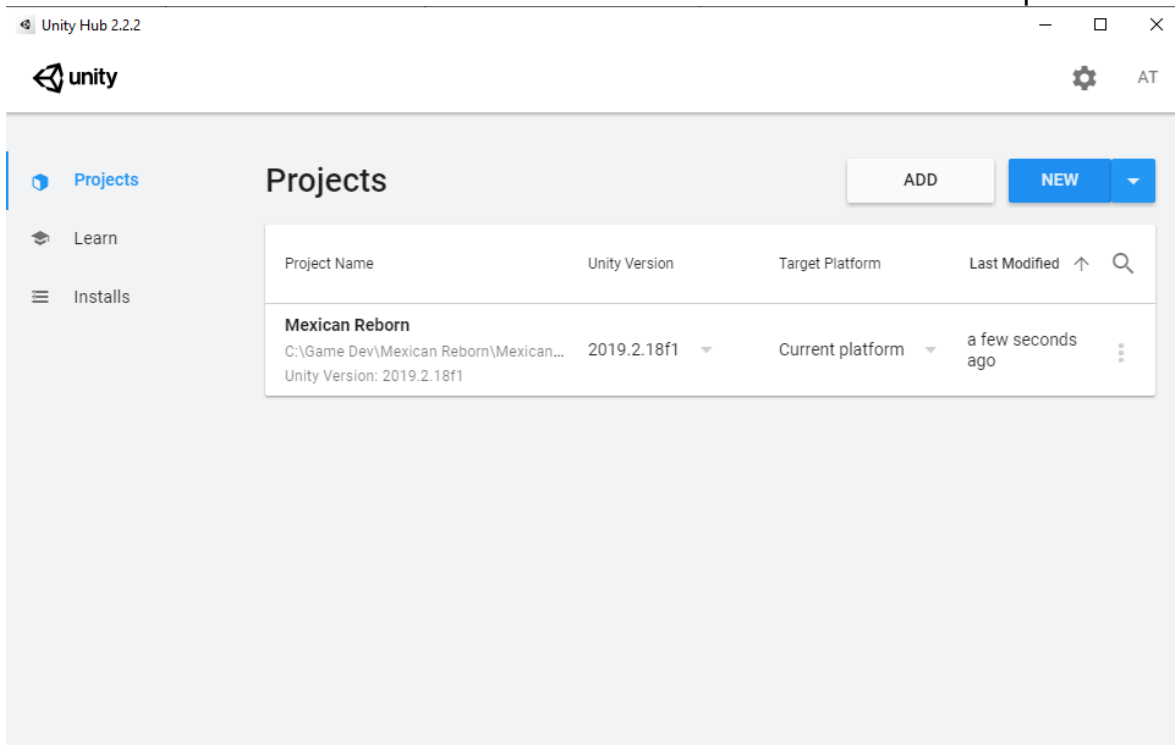 Unity Hub 2.2.2
unity
AT
Projects
Projects
ADD
NEW
Learn
Installs
Project Name
Unity Version
Target Platform
Last Modified
Mexican Reborn
C:\Game Dev\Mexican Reborn\Mexican...
Unity Version: 2019.2.18f1
2019.2.18f1
Current platform
a few seconds
ago